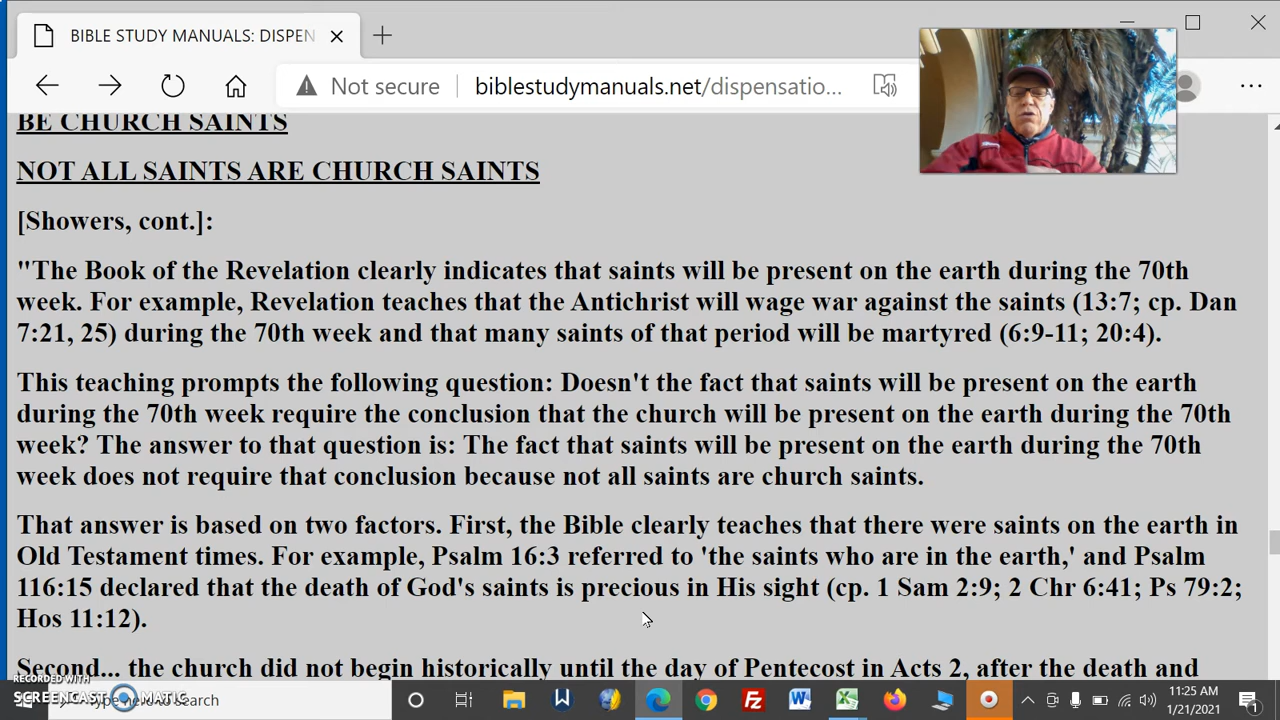 BIBLE STUDY MANUALS: DISPEN
Not secure
biblestudymanuals.net/dispensatio...
BE CHURCH SAINTS
NOT ALL SAINTS ARE CHURCH SAINTS
[Showers, cont.]:
"The Book of the Revelation clearly indicates that saints will be present on the earth during the 70th
week. For example, Revelation teaches that the Antichrist will wage war against the saints (13:7; cp. Dan
7:21, 25) during the 70th week and that many saints of that period will be martyred (6:9-11; 20:4).
This teaching prompts the following question: Doesn't the fact that saints will be present on the earth
during the 70th week require the conclusion that the church will be present on the earth during the 70th
week? The answer to that question is: The fact that saints will be present on the earth during the 70th
week does not require that conclusion because not all saints are church saints.
That answer is based on two factors. First, the Bible clearly teaches that there were saints on the earth in
Old Testament times. For example, Psalm 16:3 referred to 'the saints who are in the earth,' and Psalm
116:15 declared that the death of God's saints is precious in His sight (cp. 1 Sam 2:9; 2 Chr 6:41; Ps 79:2;
Hos 11:12).
Second... the church did not begin historically until the day of Pentecost in Acts 2, after the death and
RECORDED WITH
SCREENCAST MATIC
Type here to search
11:25 AM
1/21/2021
1